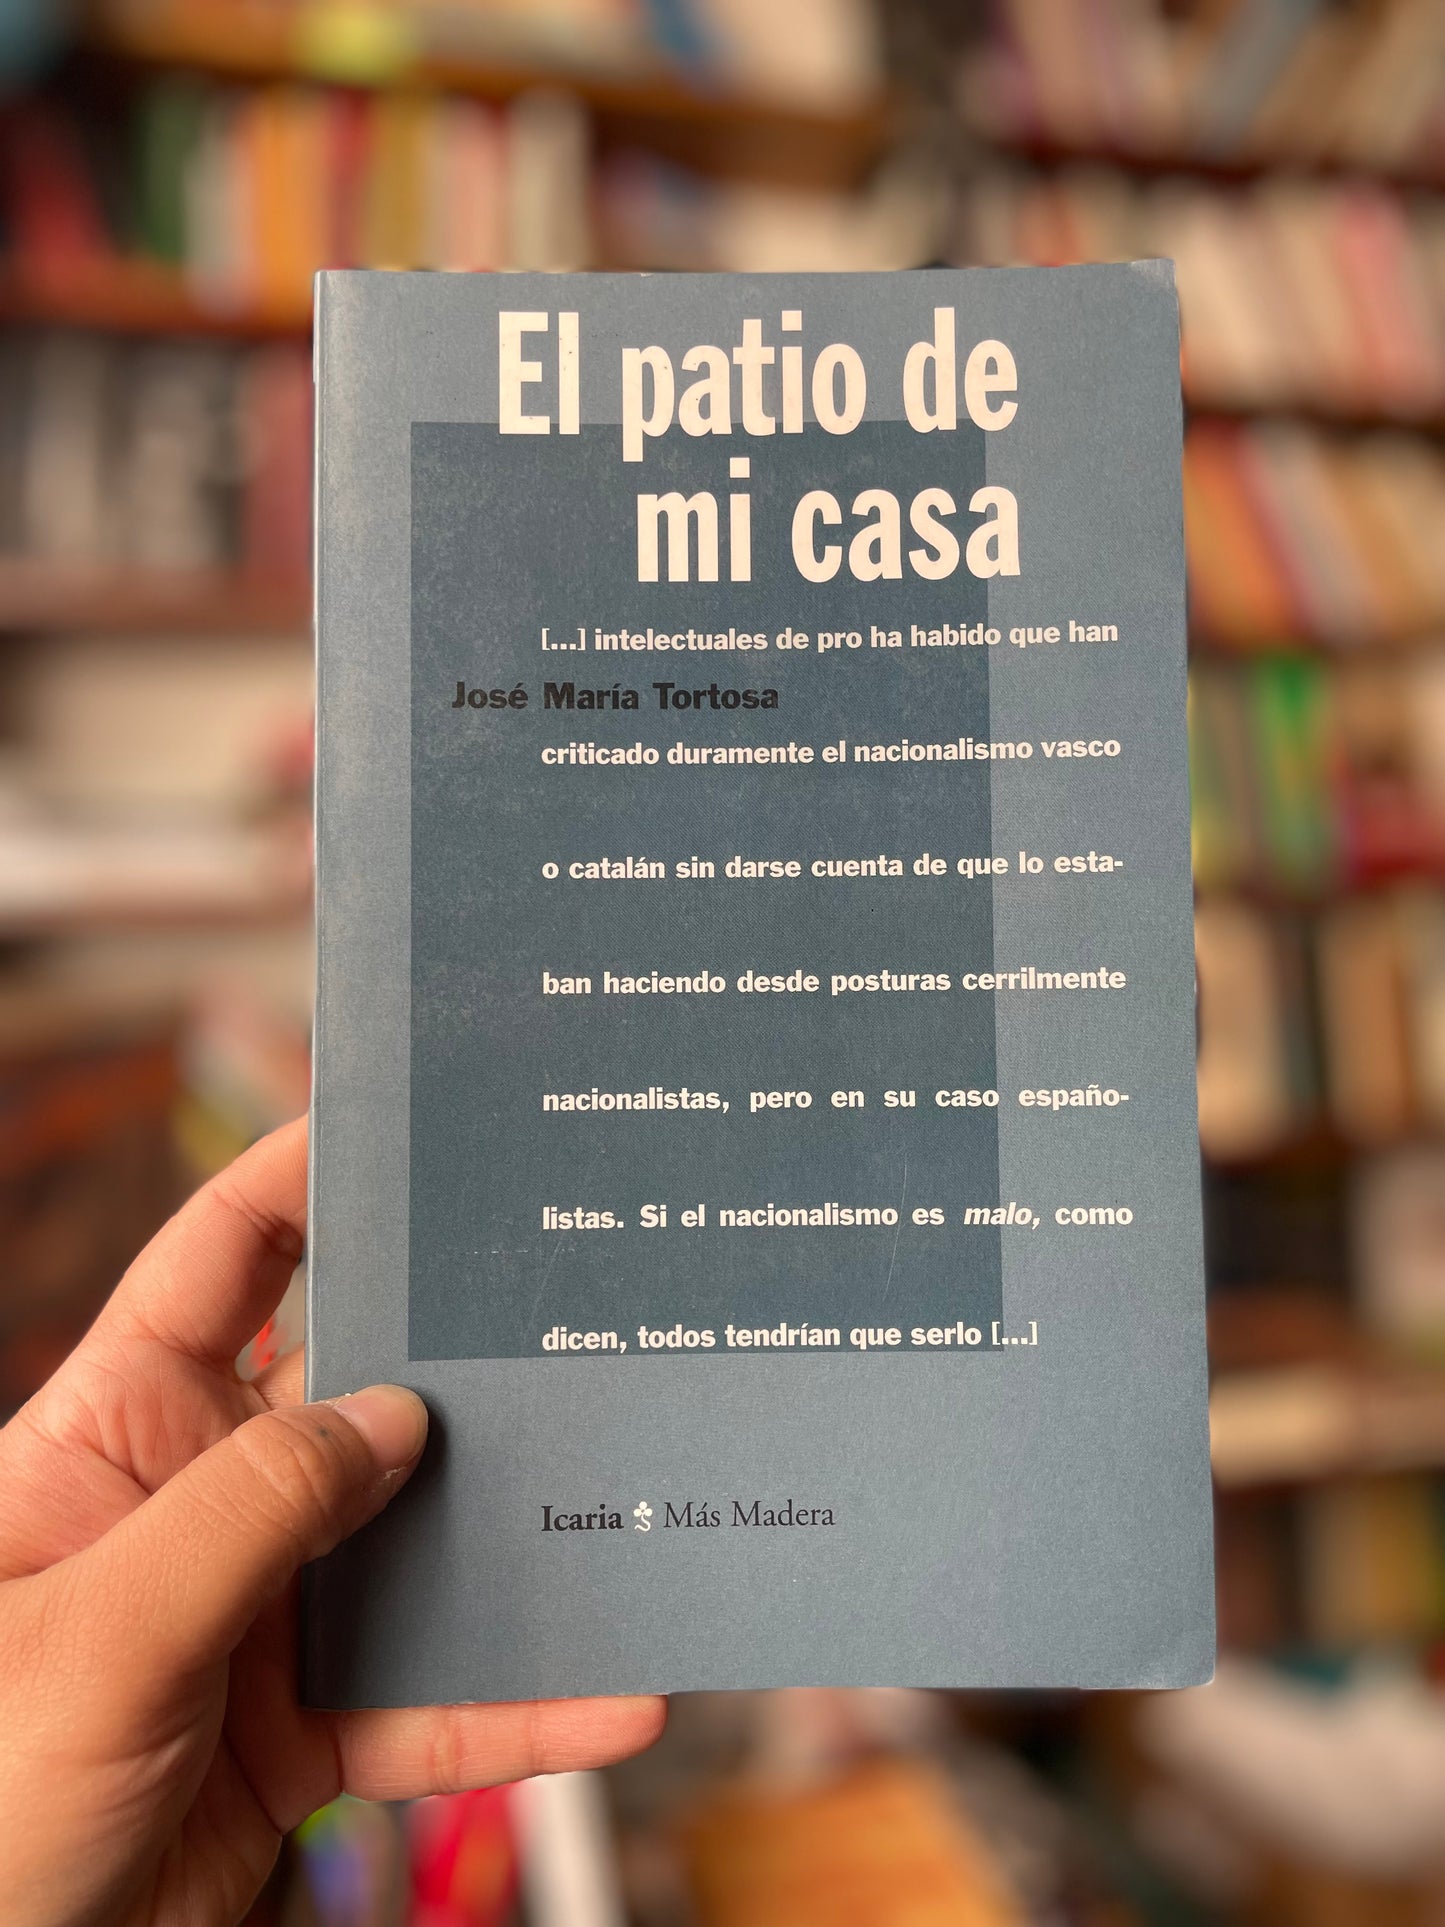 El patio de
mi casa
[...] intelectuales de pro ha habido que han
José María Tortosa
criticado duramente el nacionalismo vasco
o catalán sin darse cuenta de que lo esta-
ban haciendo desde posturas cerrilmente
nacionalistas, pero en su caso españo-
listas. Si el nacionalismo es malo, como
dicen, todos tendrían que serlo [...]
Icaria Más Madera